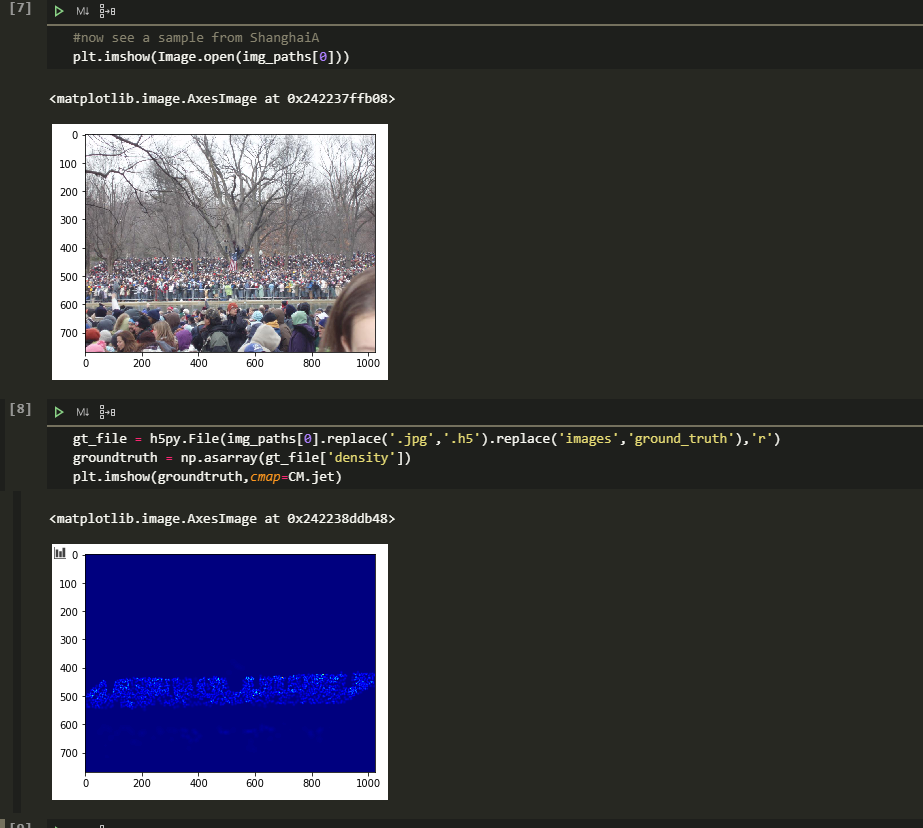 [7]
M↓
#now see a sample from ShanghaiA
plt.imshow(Image.open(img_paths[0]))
<matplotlib.image.AxesImage at 0x242237ffb08>
0
100
200
300
400
500
600
700
0 200 400 600 800 1000
[8]
M↓
gt_file = h5py.File(img_paths[0].replace('.jpg','.h5').replace('images','ground_truth'),'r')
groundtruth = np.asarray(gt_file['density'])
plt.imshow(groundtruth,cmap=CM.jet)
<matplotlib.image.AxesImage at 0x242238ddb48>
0
100
200
300
400
500
600
700
0 200 400 600 800 1000